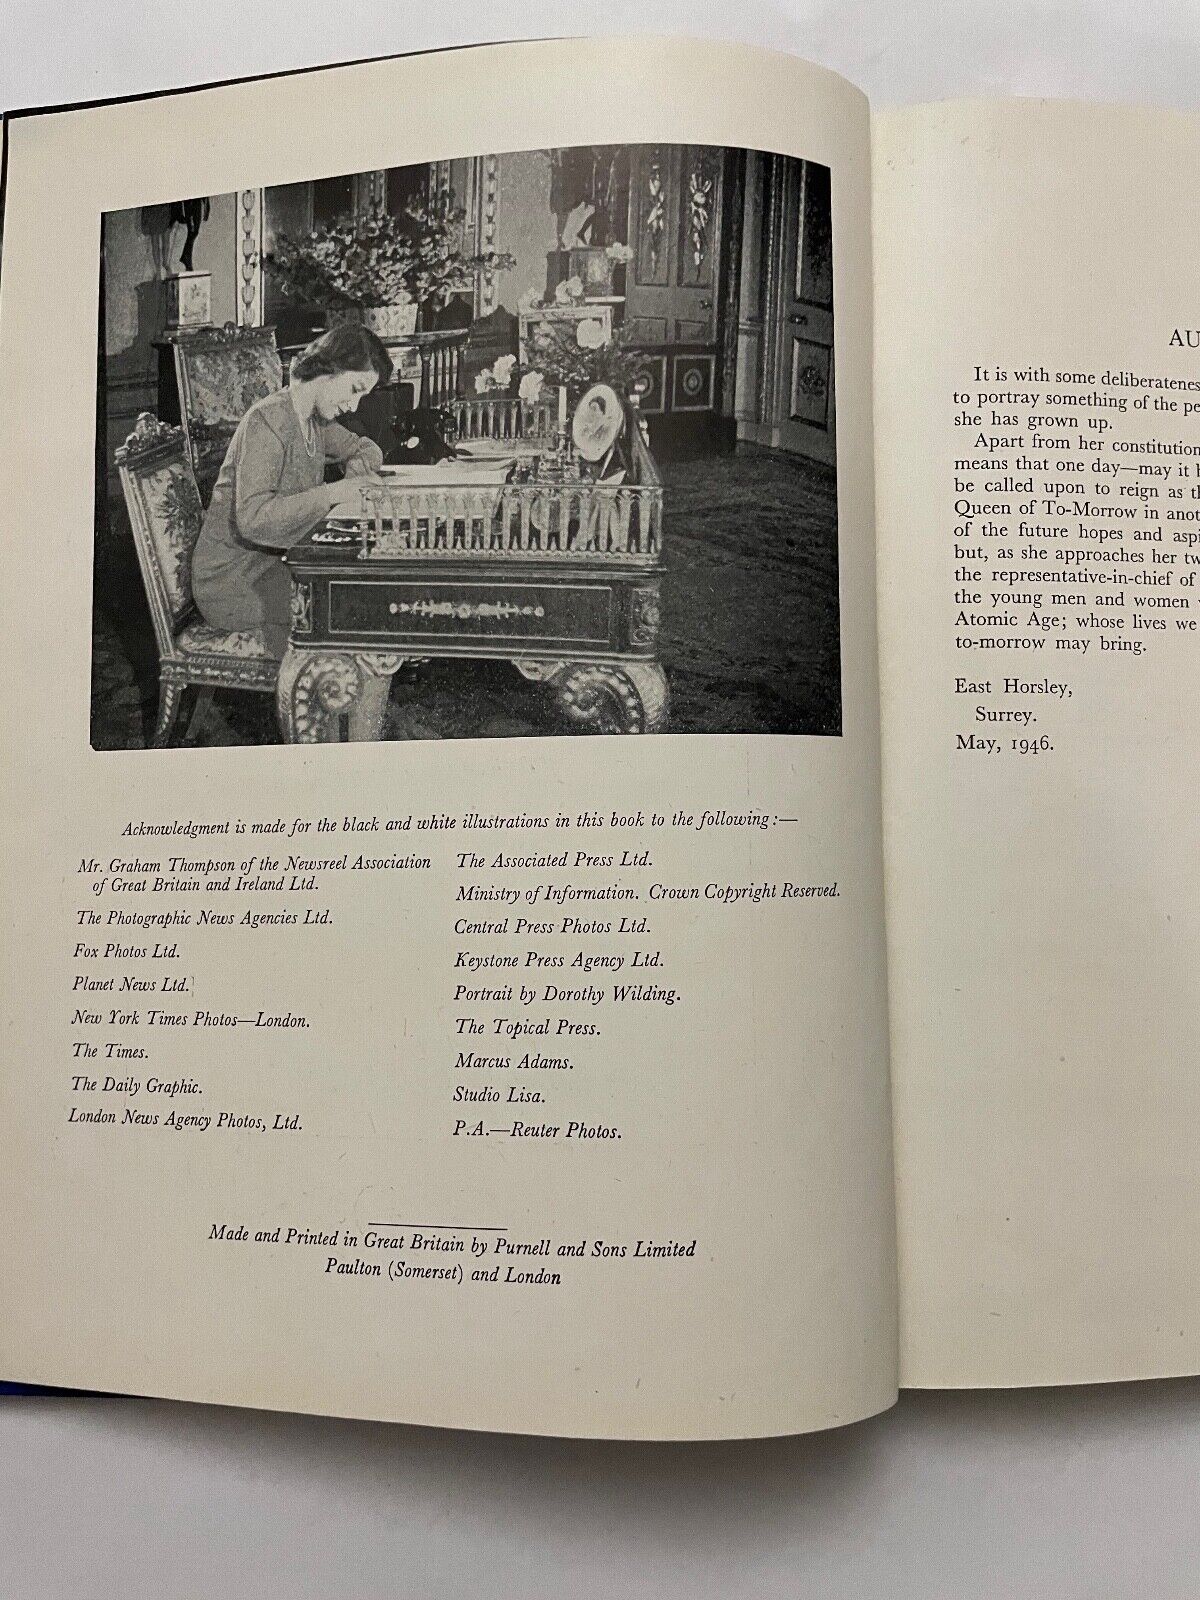 Acknowledgment is made for the black and white illustrations in this book to the following :—
Mr. Graham Thompson of the Newsreel Association
of Great Britain and Ireland Ltd.
The Photographic News Agencies Ltd.
Fox Photos Ltd.
Planet News Ltd.
New York Times Photos—London.
The Times.
The Daily Graphic.
London News Agency Photos, Ltd.
The Associated Press Ltd.
Ministry of Information. Crown Copyright Reserved.
Central Press Photos Ltd.
Keystone Press Agency Ltd.
Portrait by Dorothy Wilding.
The Topical Press.
Marcus Adams.
Studio Lisa.
P.A.—Reuter Photos.
Made and Printed in Great Britain by Purnell and Sons Limited
Paulton (Somerset) and London
AU
It is with some deliberatenes
to portray something of the pe
she has grown up.
Apart from her constitution
means that one day—may it
be called upon to reign as
Queen of To-Morrow in anot
of the future hopes and aspi
but, as she approaches her tw
the representative-in-chief of
the young men and women
Atomic Age; whose lives we
to-morrow may bring.
East Horsley,
Surrey.
May, 1946.